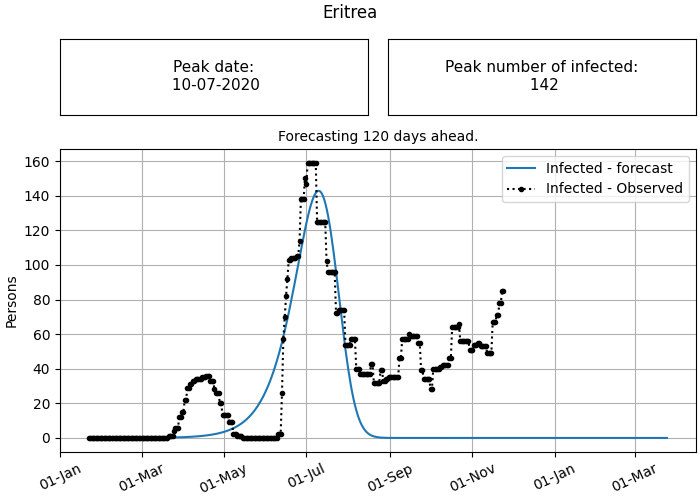 Eritrea
Peak date:
10-07-2020
Peak number of infected:
142
Forecasting 120 days ahead.
Infected - forecast
Infected - Observed
Persons
160
140
120
100
80
60
40
20
0
01-Jan
01-Mar
01-May
01-Jul
01-Sep
01-Nov
01-Jan
01-Mar